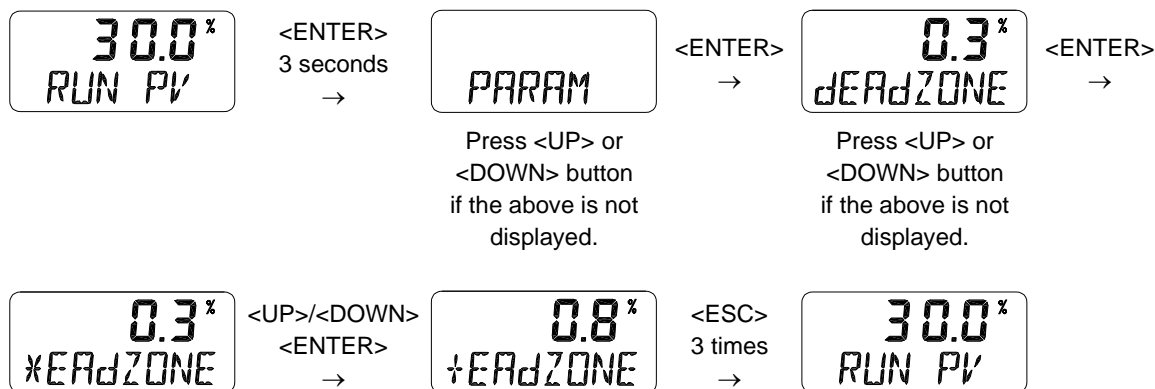 30.0%
RUN PV
<ENTER>
3 seconds
→
PARAM
Press <UP> or
<DOWN> button
if the above is not
displayed.
<ENTER>
→
0.3%
dEAdZONE
Press <UP> or
<DOWN> button
if the above is not
displayed.
<ENTER>
→
0.3%
*EAdZONE
<UP>/<DOWN>
<ENTER>
→
0.8%
+EAdZONE
<ESC>
3 times
→
30.0%
RUN PV